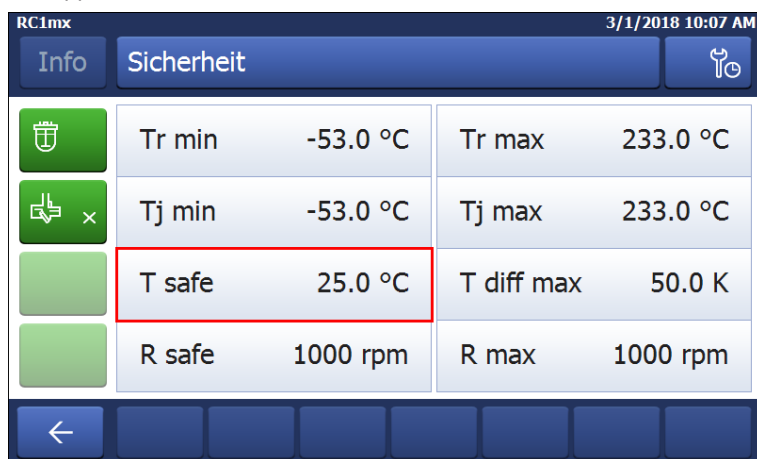 RC1mx 3/1/2018 10:07 AM
Info Sicherheit
Tr min -53.0 °C Tr max 233.0 °C
Tj min -53.0 °C Tj max 233.0 °C
T safe 25.0 °C T diff max 50.0 K
R safe 1000 rpm R max 1000 rpm